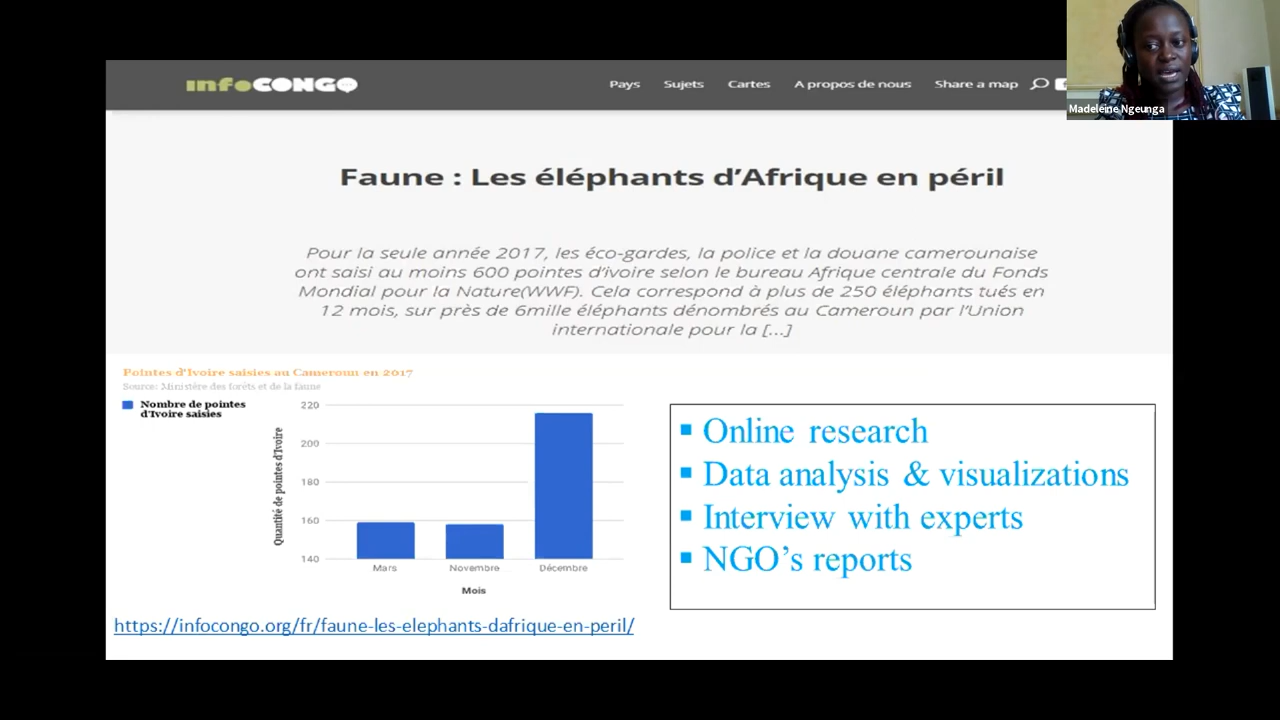 infoCONGO
Pays Sujets Cartes A propos de nous Share a map
Madeleine Ngeunga
Faune : Les éléphants d'Afrique en péril
Pour la seule année 2017, les éco-gardes, la police et la douane camerounaise
ont saisi au moins 600 pointes d'ivoire selon le bureau Afrique centrale du Fonds
Mondial pour la Nature(WWF). Cela correspond à plus de 250 éléphants tués en
12 mois, sur près de 6mille éléphants dénombrés au Cameroun par l'Union
internationale pour la [...]
Pointes d'Ivoire saisies au Cameroun en 2017
Source: Ministère des forêts et de la faune
Nombre de pointes
d'Ivoire saisies
Quantité de pointes d'Ivoire
220
200
180
160
140
Mars Novembre Décembre
Mois
▪ Online research
▪ Data analysis & visualizations
▪ Interview with experts
▪ NGO's reports
https://infocongo.org/fr/faune-les-elephants-dafrique-en-peril/